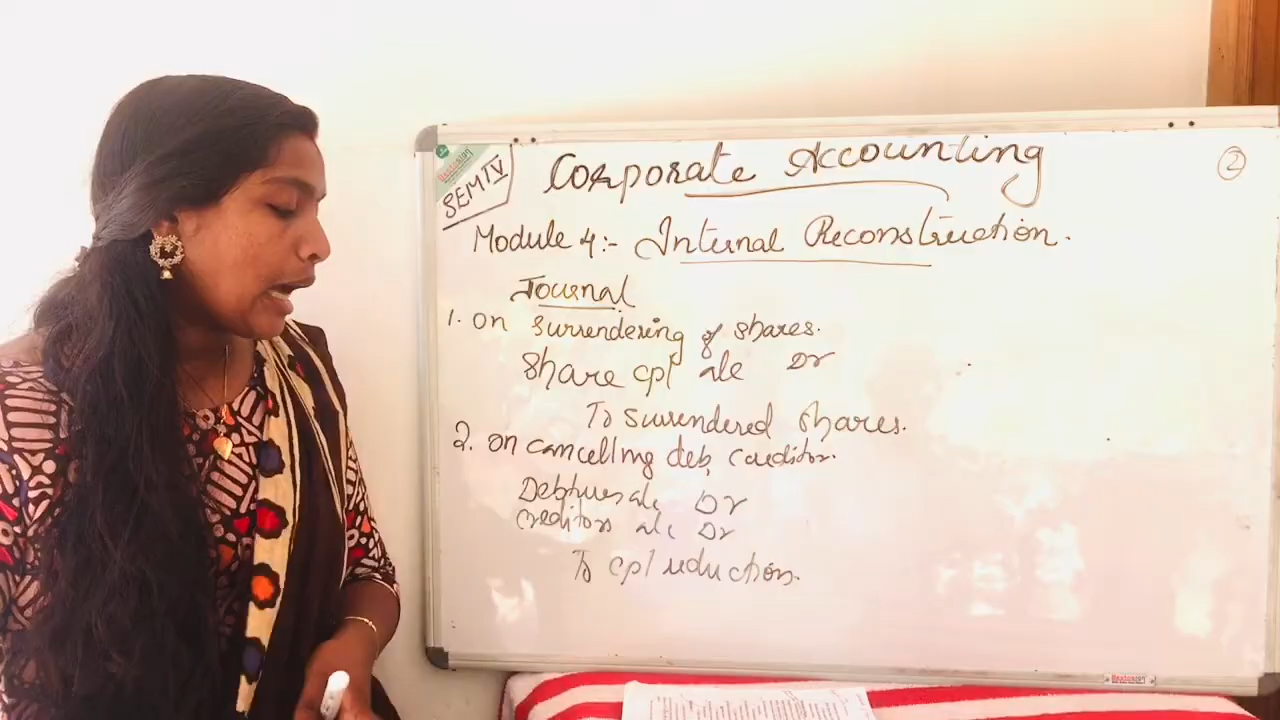 SEM IV
Corporate Accounting
2
Module 4:- Internal Reconstruction.
Journal
1. on surrendering of shares.
Share cpl a/c Dr
To surrendered shares.
2. on cancelling deb, creditor.
Debtures a/c Dr
creditors a/c Dr
To cpl reduction.